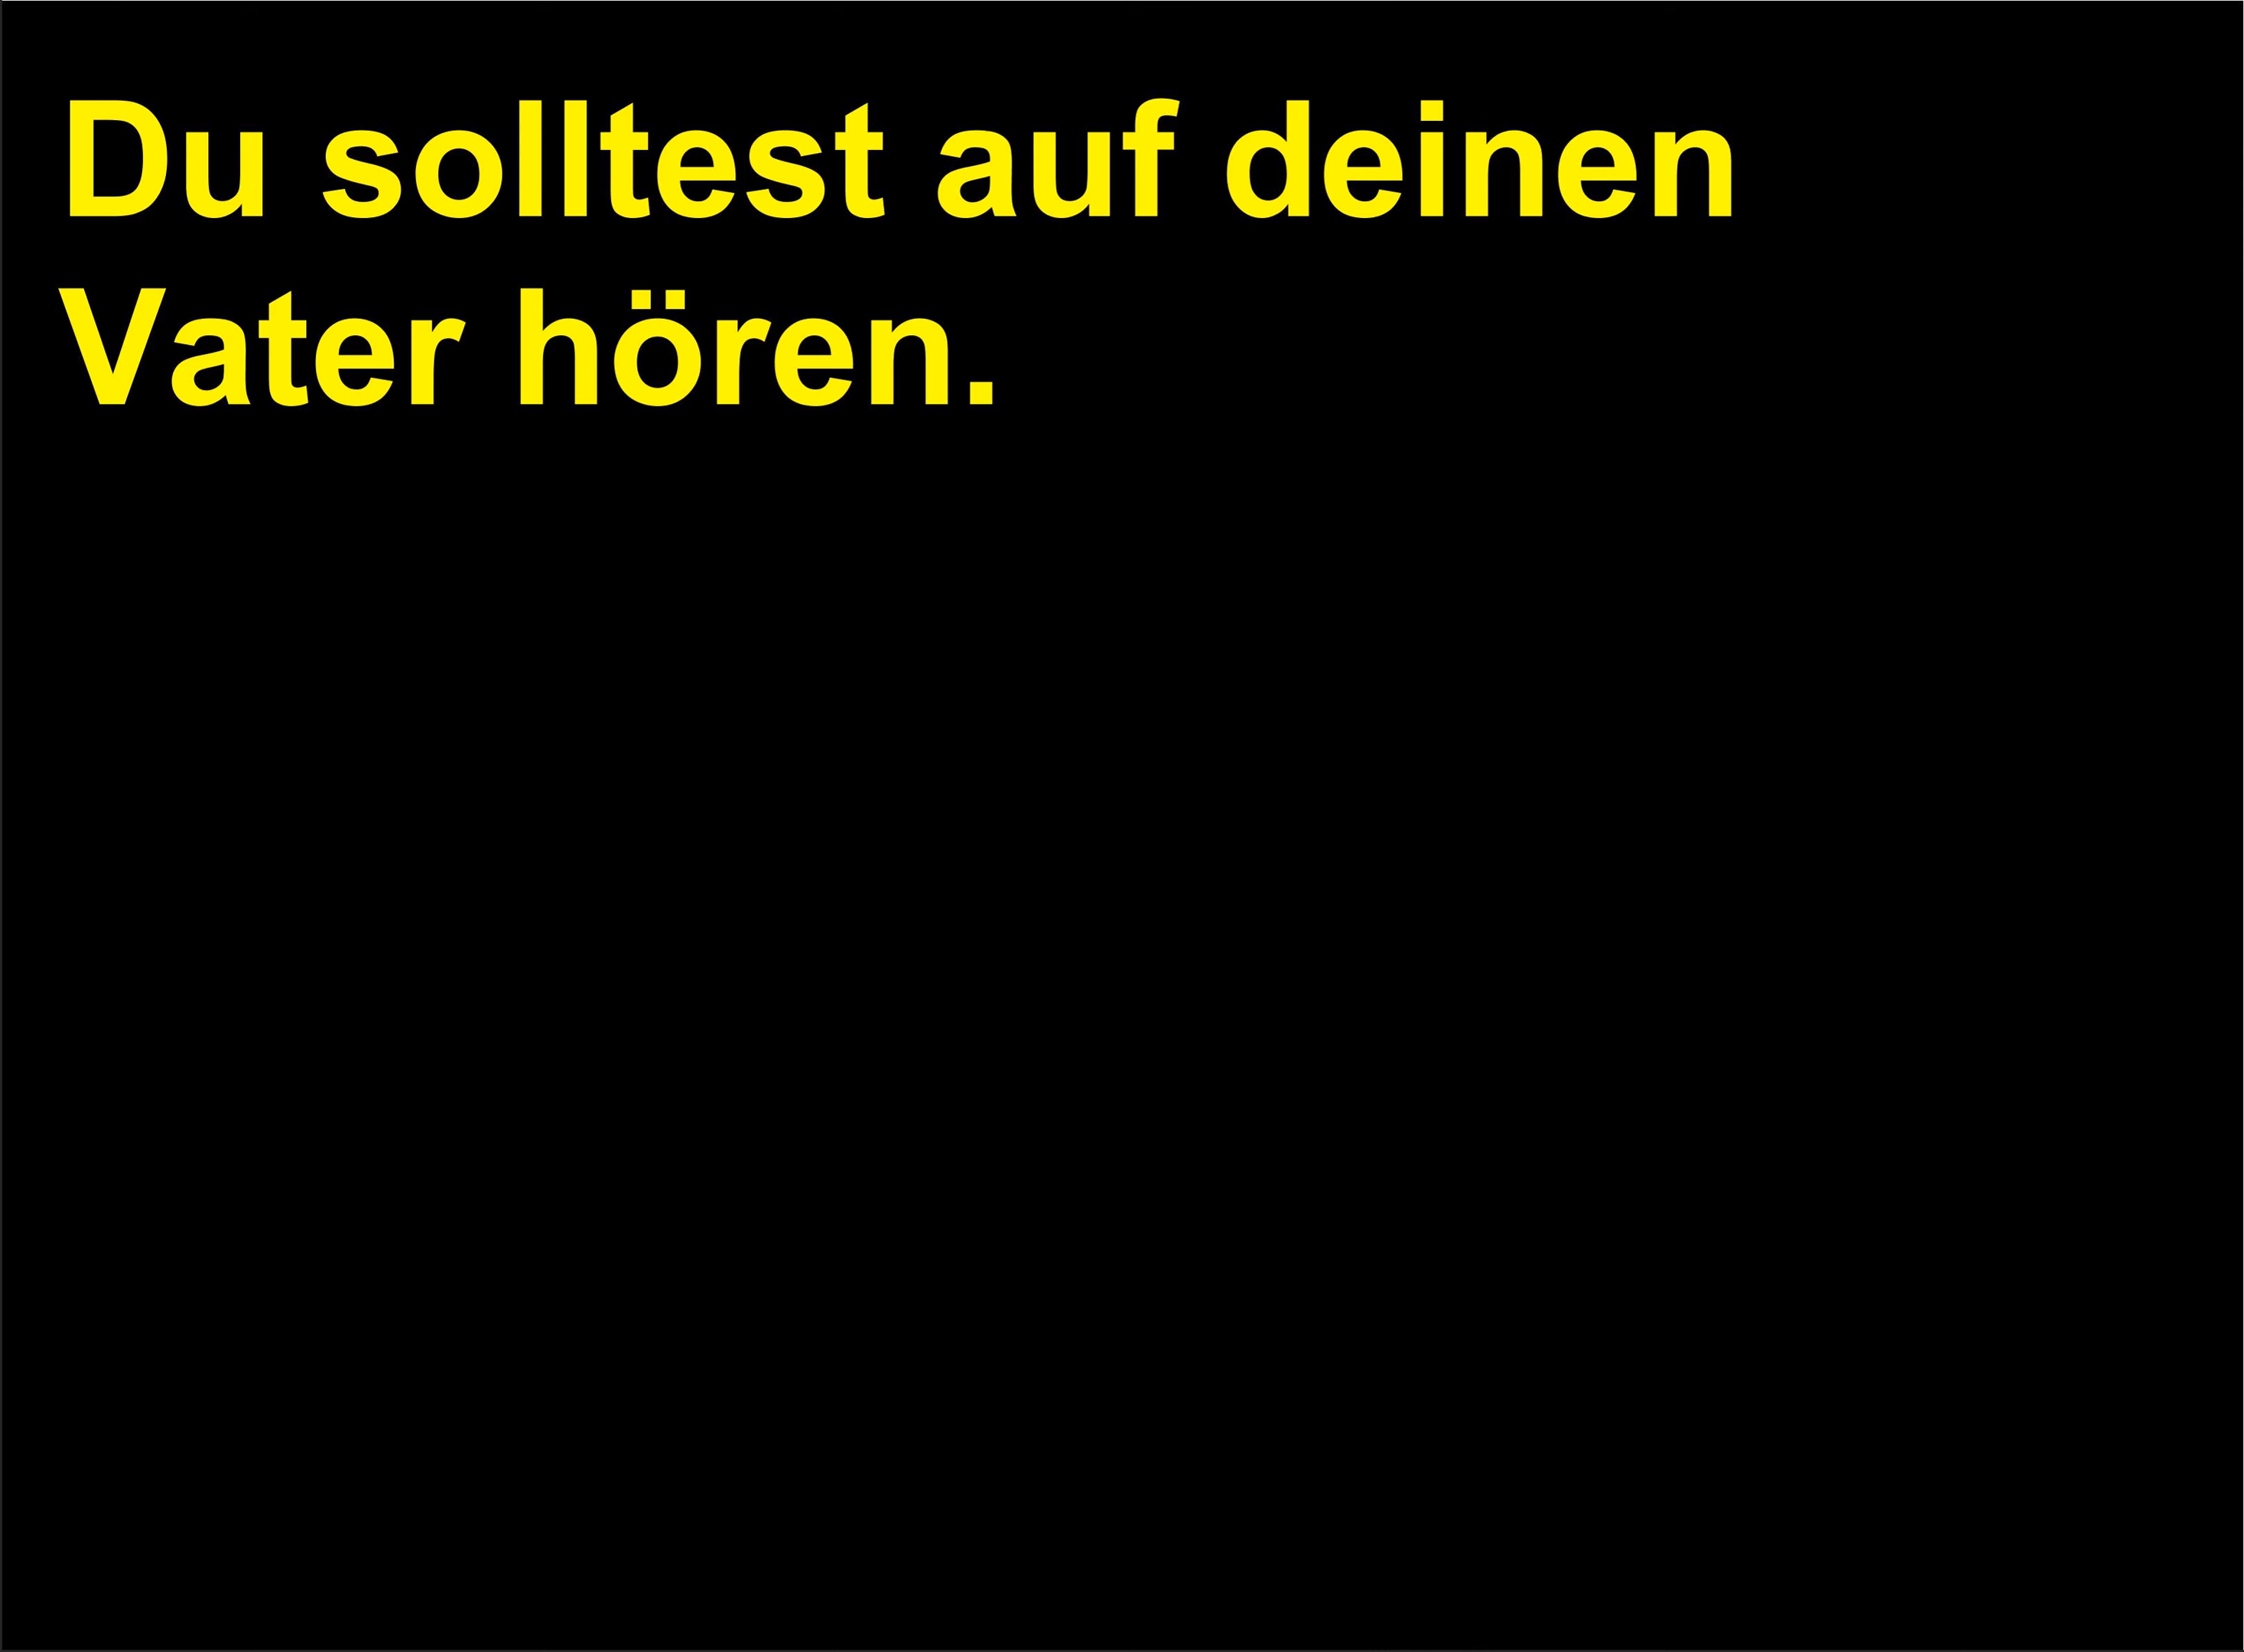 Du solltest auf deinen
Vater hören.